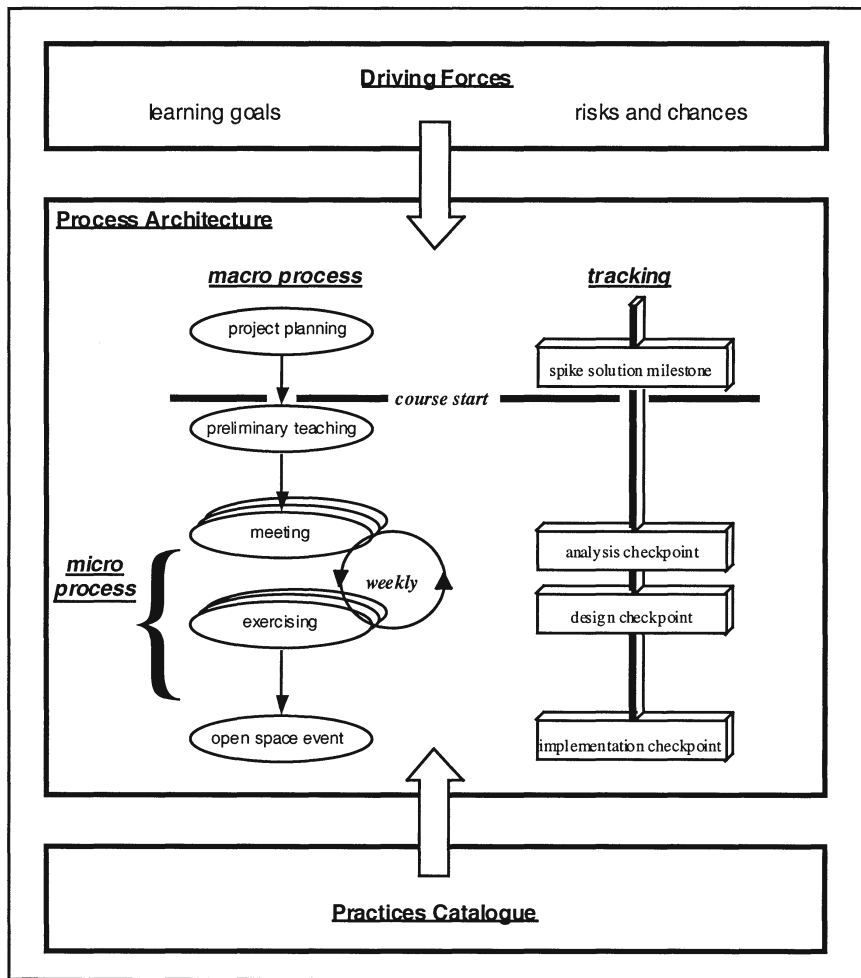 Driving Forces
learning goals
risks and chances
Process Architecture
macro process
tracking
project planning
spike solution milestone
course start
preliminary teaching
meeting
analysis checkpoint
micro
process
weekly
exercising
design checkpoint
open space event
implementation checkpoint
Practices Catalogue